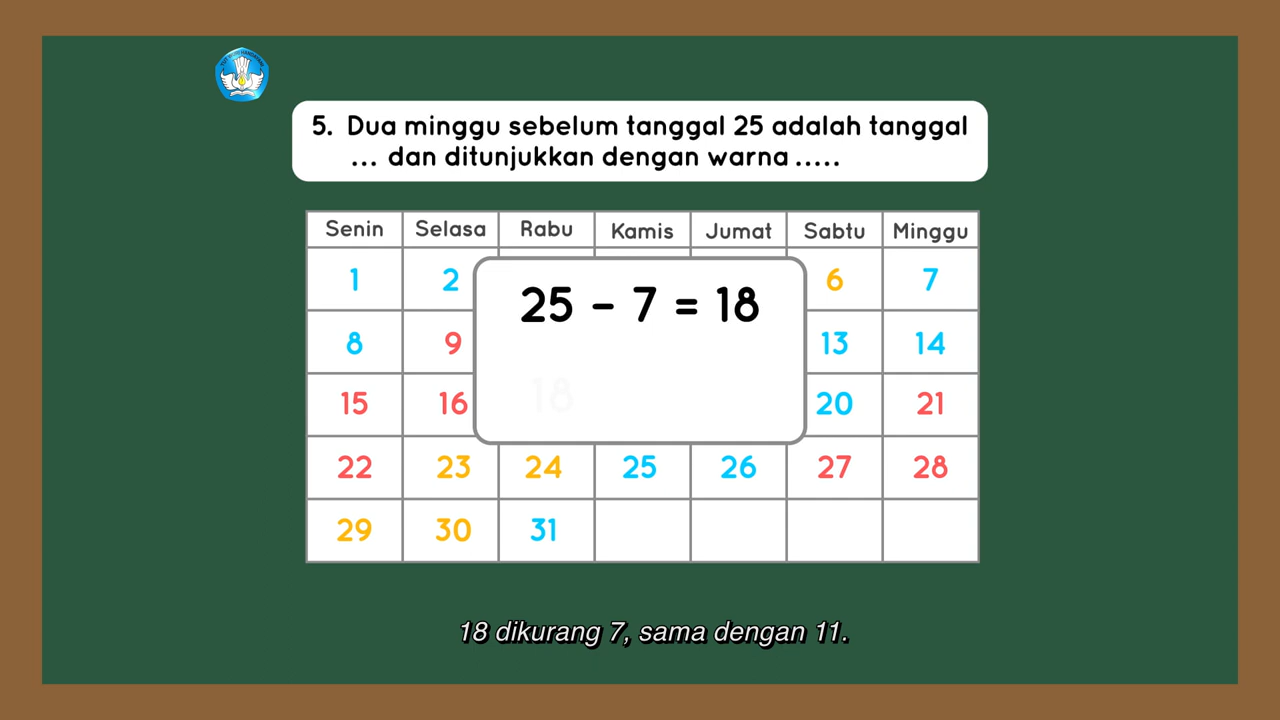 5. Dua minggu sebelum tanggal 25 adalah tanggal
... dan ditunjukkan dengan warna .....
Senin Selasa Rabu Kamis Jumat Sabtu Minggu
1 2 6 7
25 - 7 = 18
8 9 13 14
15 16 18 20 21
22 23 24 25 26 27 28
29 30 31
18 dikurang 7, sama dengan 11.